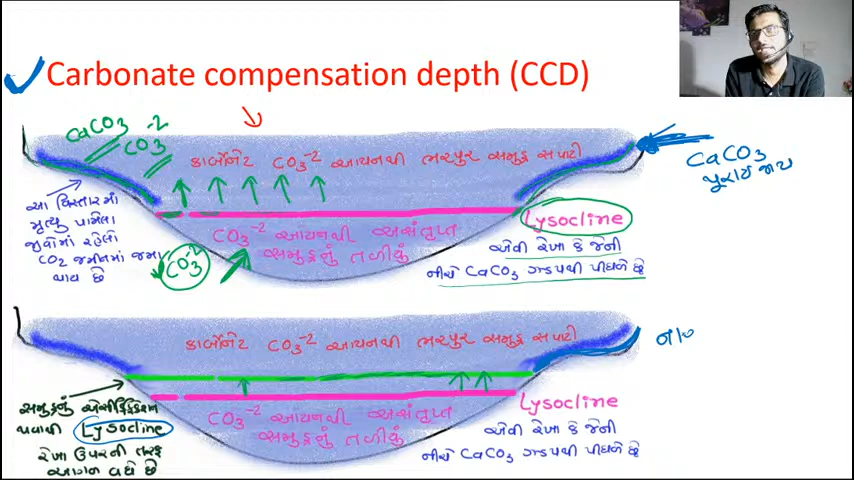 Carbonate compensation depth (CCD)
CaCO3
CO3 -2
કાર્બોનેટ CO3 -2 આયનથી ભરપૂર સમુદ્ર સપાટી
CaCO3
પૂરાય જાય
આ વિસ્તારમાં
મૃત્યુ પામેલા
જીવોમાં રહેલો
CO2 જમીનમાં જમા
થાય છે
Lysocline
CO3 -2 આયનથી અસંતૃપ્ત
સમુદ્રનું તળીયું
CO3 -2
એવી રેખા કે જેની
નીચે CaCO3 ઝડપથી પીઘળે છે
કાર્બોનેટ CO3 -2 આયનથી ભરપૂર સમુદ્ર સપાટી
સમુદ્રનું એસીડિફિકેશન
થવાથી Lysocline
રેખા ઉપરની તરફ
આગળ વધે છે
Lysocline
CO3 -2 આયનથી અસંતૃપ્ત
સમુદ્રનું તળીયું
એવી રેખા કે જેની
નીચે CaCO3 ઝડપથી પીઘળે છે